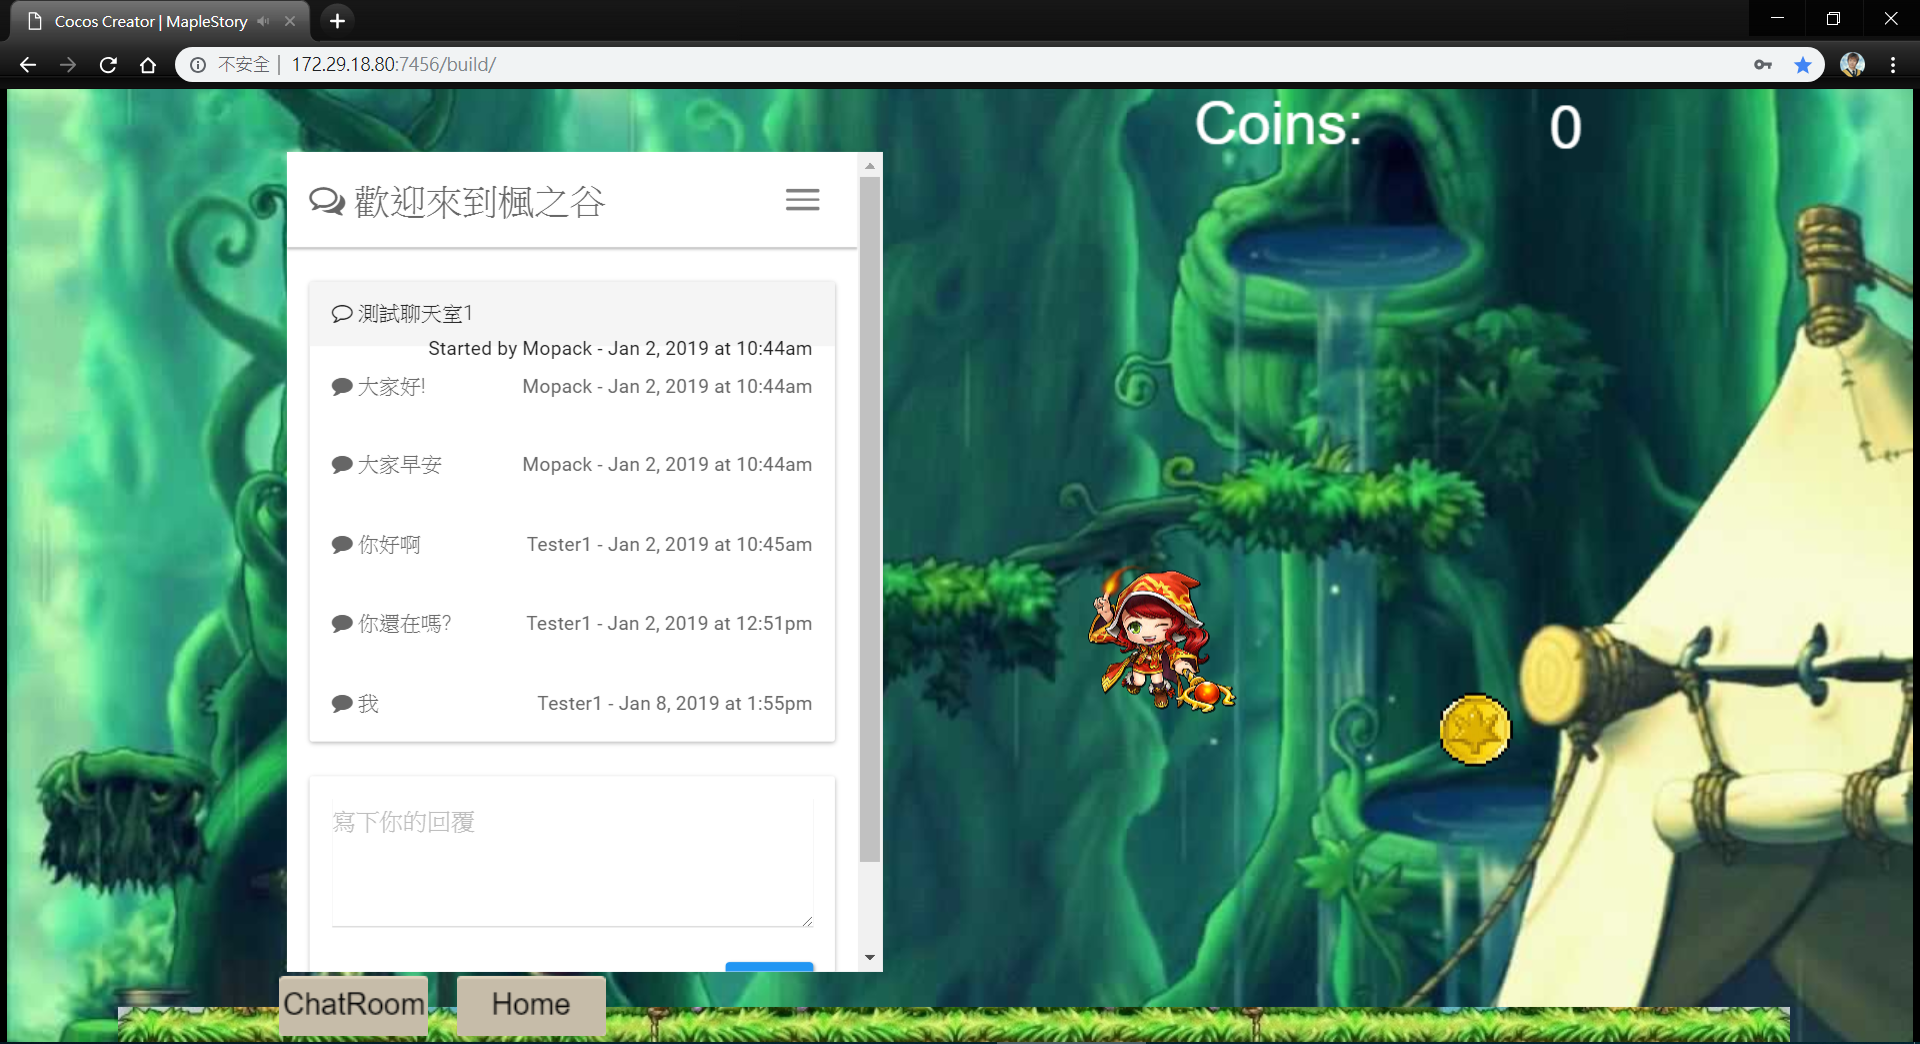 Cocos Creator | MapleStory
不安全 | 172.29.18.80:7456/build/
Coins: 0
歡迎來到楓之谷
測試聊天室1
Started by Mopack - Jan 2, 2019 at 10:44am
大家好! Mopack - Jan 2, 2019 at 10:44am
大家早安 Mopack - Jan 2, 2019 at 10:44am
你好啊 Tester1 - Jan 2, 2019 at 10:45am
你還在嗎? Tester1 - Jan 2, 2019 at 12:51pm
我 Tester1 - Jan 8, 2019 at 1:55pm
寫下你的回覆
ChatRoom Home